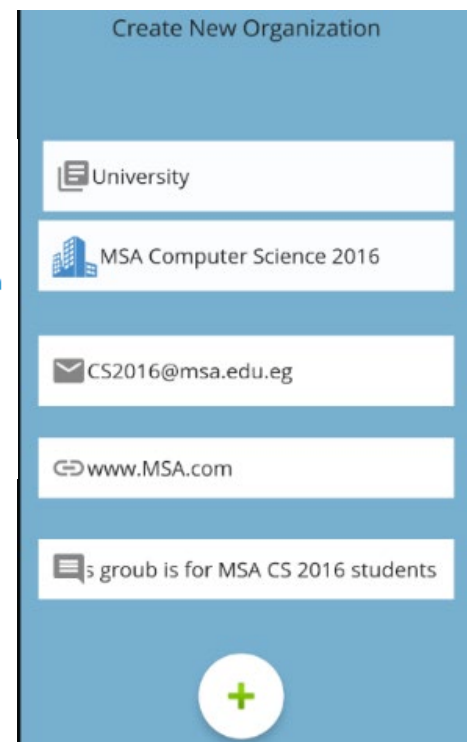 Create New Organization
University
MSA Computer Science 2016
CS2016@msa.edu.eg
www.MSA.com
s groub is for MSA CS 2016 students